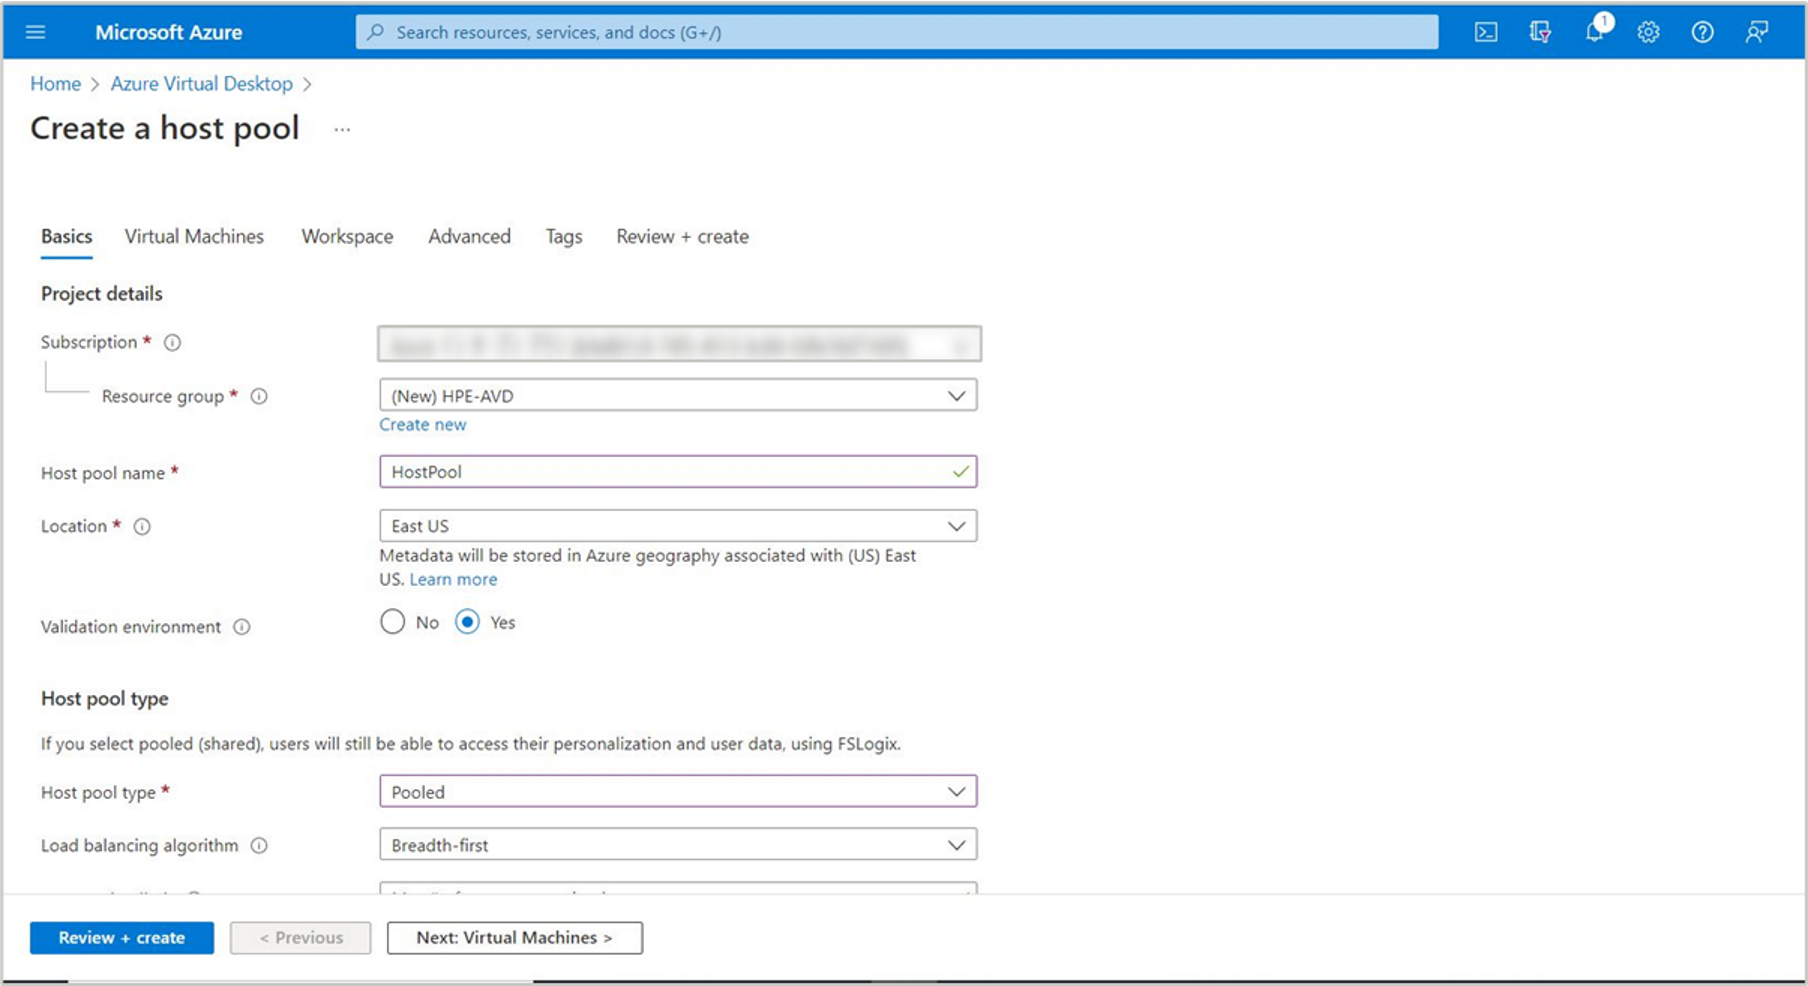 Microsoft Azure
Search resources, services, and docs (G+/)
1
Home > Azure Virtual Desktop >
Create a host pool ...
Basics Virtual Machines Workspace Advanced Tags Review + create
Project details
Subscription *
Resource group * (New) HPE-AVD
Create new
Host pool name * HostPool
Location * East US
Metadata will be stored in Azure geography associated with (US) East
US. Learn more
Validation environment No Yes
Host pool type
If you select pooled (shared), users will still be able to access their personalization and user data, using FSLogix.
Host pool type * Pooled
Load balancing algorithm Breadth-first
Review + create < Previous Next: Virtual Machines >